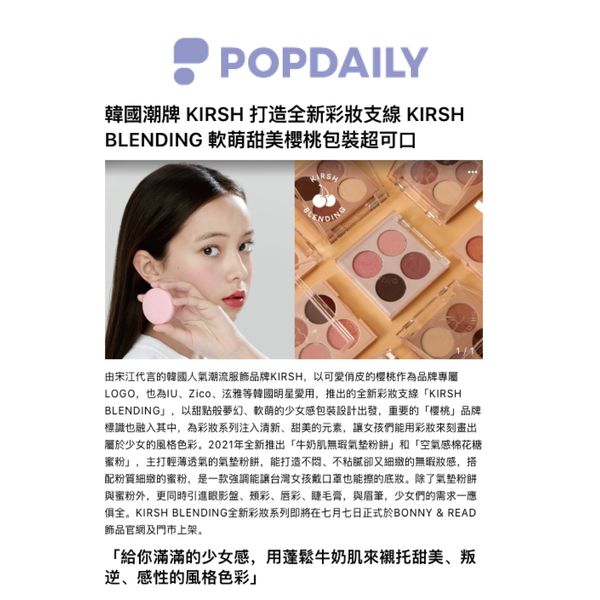 POPDAILY
韓國潮牌 KIRSH 打造全新彩妝支線 KIRSH
BLENDING 軟萌甜美櫻桃包裝超可口
KIRSH
BLENDING
1 / 1
由宋江代言的韓國人氣潮流服飾品牌KIRSH，以可愛俏皮的櫻桃作為品牌專屬
LOGO，也為IU、Zico、泫雅等韓國明星愛用，推出的全新彩妝支線「KIRSH
BLENDING」，以甜點般夢幻、軟萌的少女感包裝設計出發，重要的「櫻桃」品牌
標識也融入其中，為彩妝系列注入清新、甜美的元素，讓女孩們能用彩妝來刻畫出
屬於少女的風格色彩。2021年全新推出「牛奶肌無瑕氣墊粉餅」和「空氣感棉花糖
蜜粉」，主打輕薄透氣的氣墊粉餅，能打造不悶、不粘膩卻又細緻的無暇妝感，搭
配粉質細緻的蜜粉，是一款強調能讓台灣女孩戴口罩也能擦的底妝。除了氣墊粉餅
與蜜粉外，更同時引進眼影盤、頰彩、唇彩、睫毛膏，與眉筆，少女們的需求一應
俱全。KIRSH BLENDING全新彩妝系列即將在七月七日正式於BONNY & READ
飾品官網及門市上架。
「給你滿滿的少女感，用蓬鬆牛奶肌來襯托甜美、叛
逆、感性的風格色彩」